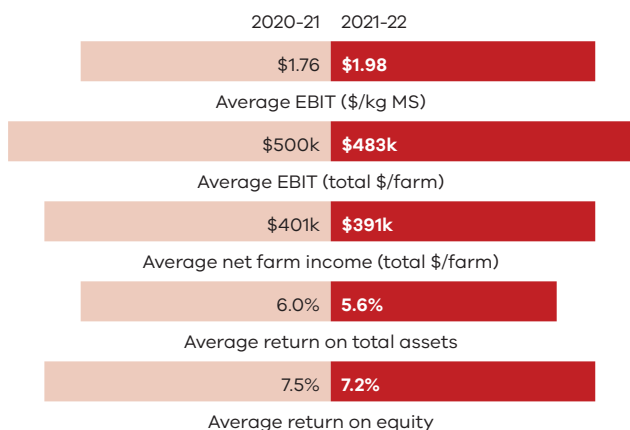 2020-21 2021-22
$1.76 $1.98
Average EBIT ($/kg MS)
$500k $483k
Average EBIT (total $/farm)
$401k $391k
Average net farm income (total $/farm)
6.0% 5.6%
Average return on total assets
7.5% 7.2%
Average return on equity